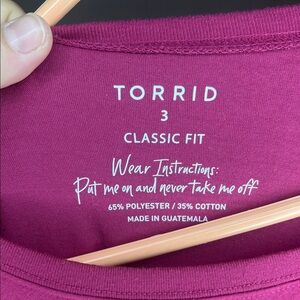 TORRID
3
CLASSIC FIT
Wear Instructions:
Put me on and never take me off
65% POLYESTER / 35% COTTON
MADE IN GUATEMALA